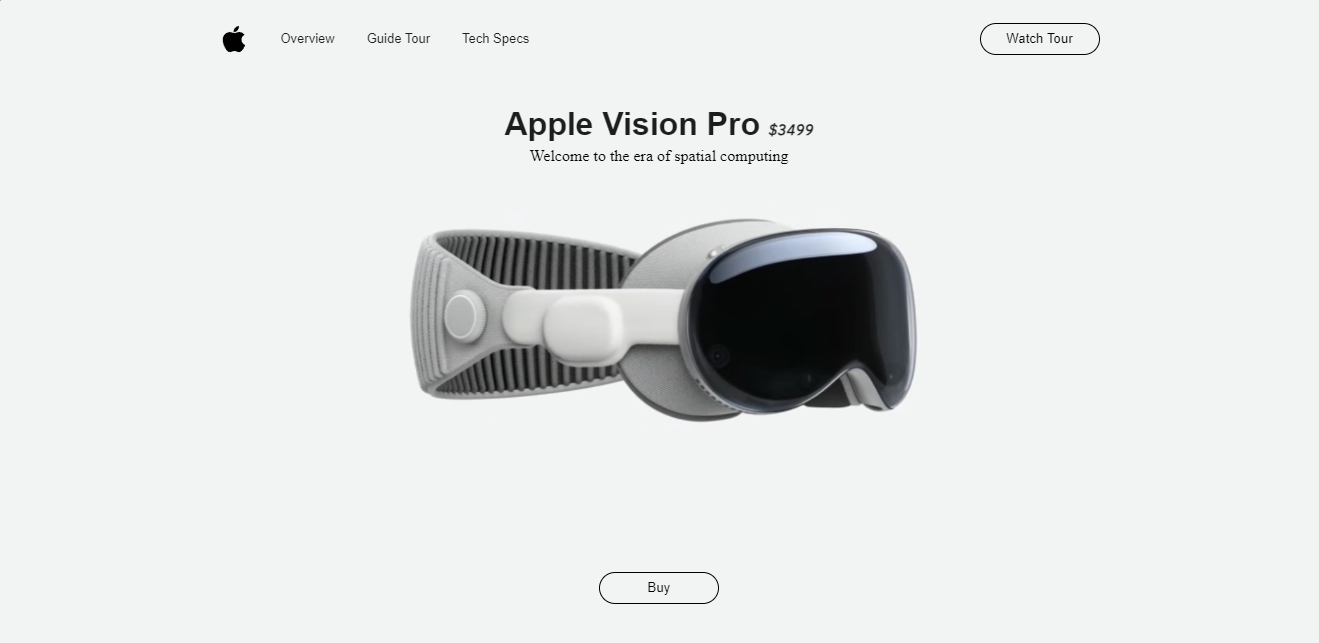 Overview Guide Tour Tech Specs Watch Tour
Apple Vision Pro $3499
Welcome to the era of spatial computing
Buy